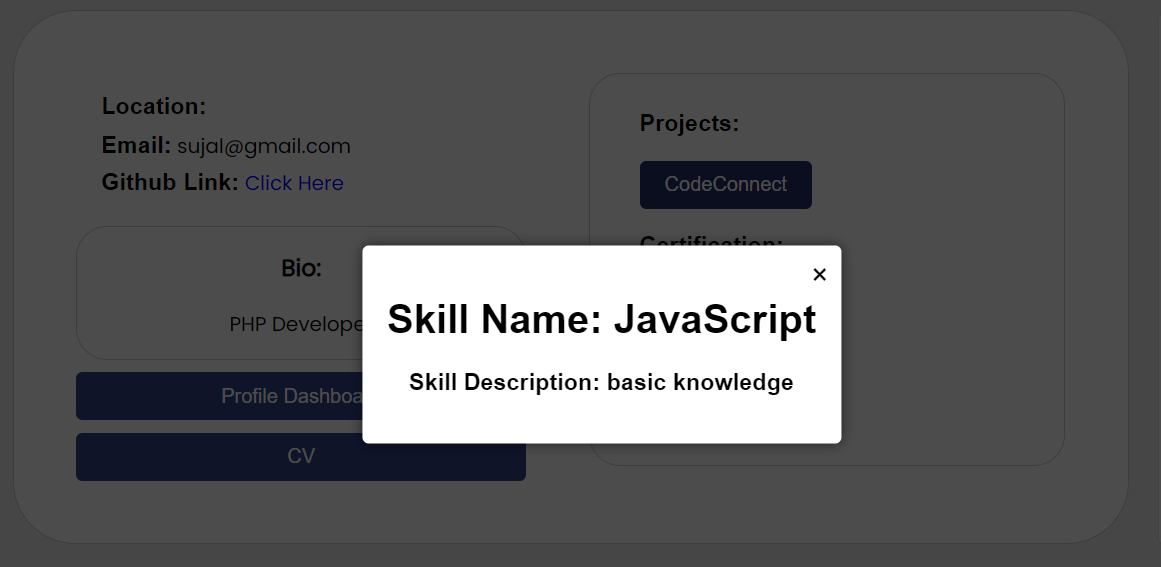 Location:
Email: sujal@gmail.com
Github Link: Click Here
Bio:
PHP Develope
Profile Dashboa
CV
Projects:
CodeConnect
Certification:
×
Skill Name: JavaScript
Skill Description: basic knowledge